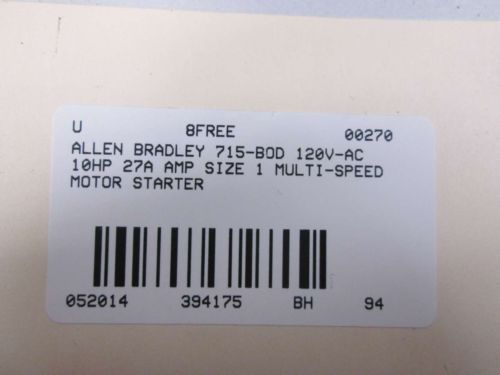 U 8FREE 00270
ALLEN BRADLEY 715-BOD 120V-AC
10HP 27A AMP SIZE 1 MULTI-SPEED
MOTOR STARTER
052014 394175 BH 94